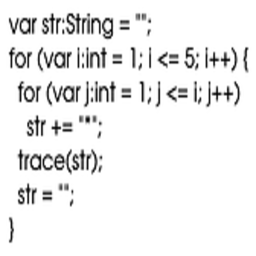 var str:String = "";
for (var i:int = 1; i <= 5; i++) {
for (var j:int = 1; j <= i; j++)
str += "*";
trace(str);
str = "";
}